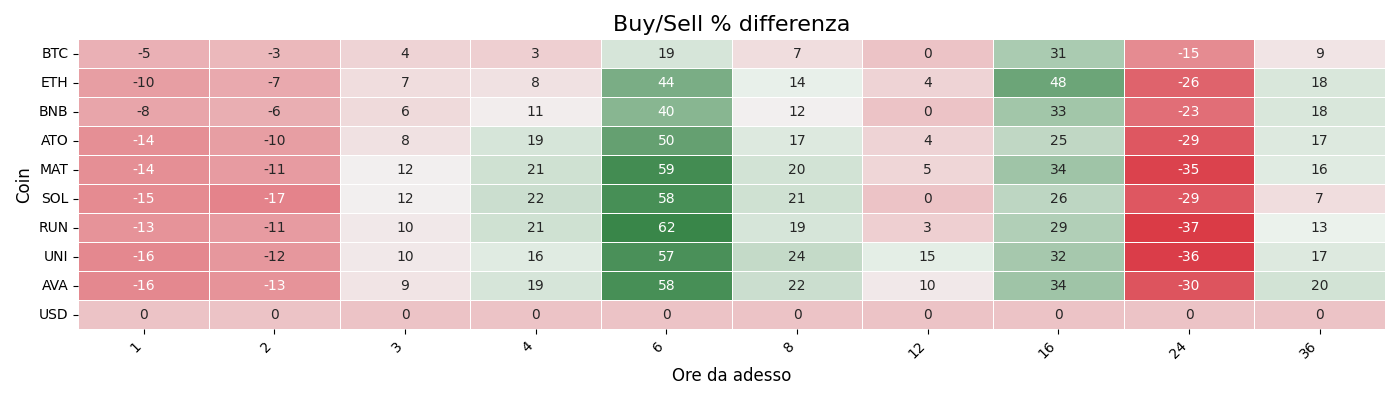 Buy/Sell % differenza
BTC -5 -3 4 3 19 7 0 31 -15 9
ETH -10 -7 7 8 44 14 4 48 -26 18
BNB -8 -6 6 11 40 12 0 33 -23 18
ATO -14 -10 8 19 50 17 4 25 -29 17
MAT -14 -11 12 21 59 20 5 34 -35 16
SOL -15 -17 12 22 58 21 0 26 -29 7
RUN -13 -11 10 21 62 19 3 29 -37 13
UNI -16 -12 10 16 57 24 15 32 -36 17
AVA -16 -13 9 19 58 22 10 34 -30 20
USD 0 0 0 0 0 0 0 0 0 0
Coin
1 2 3 4 6 8 12 16 24 36
Ore da adesso